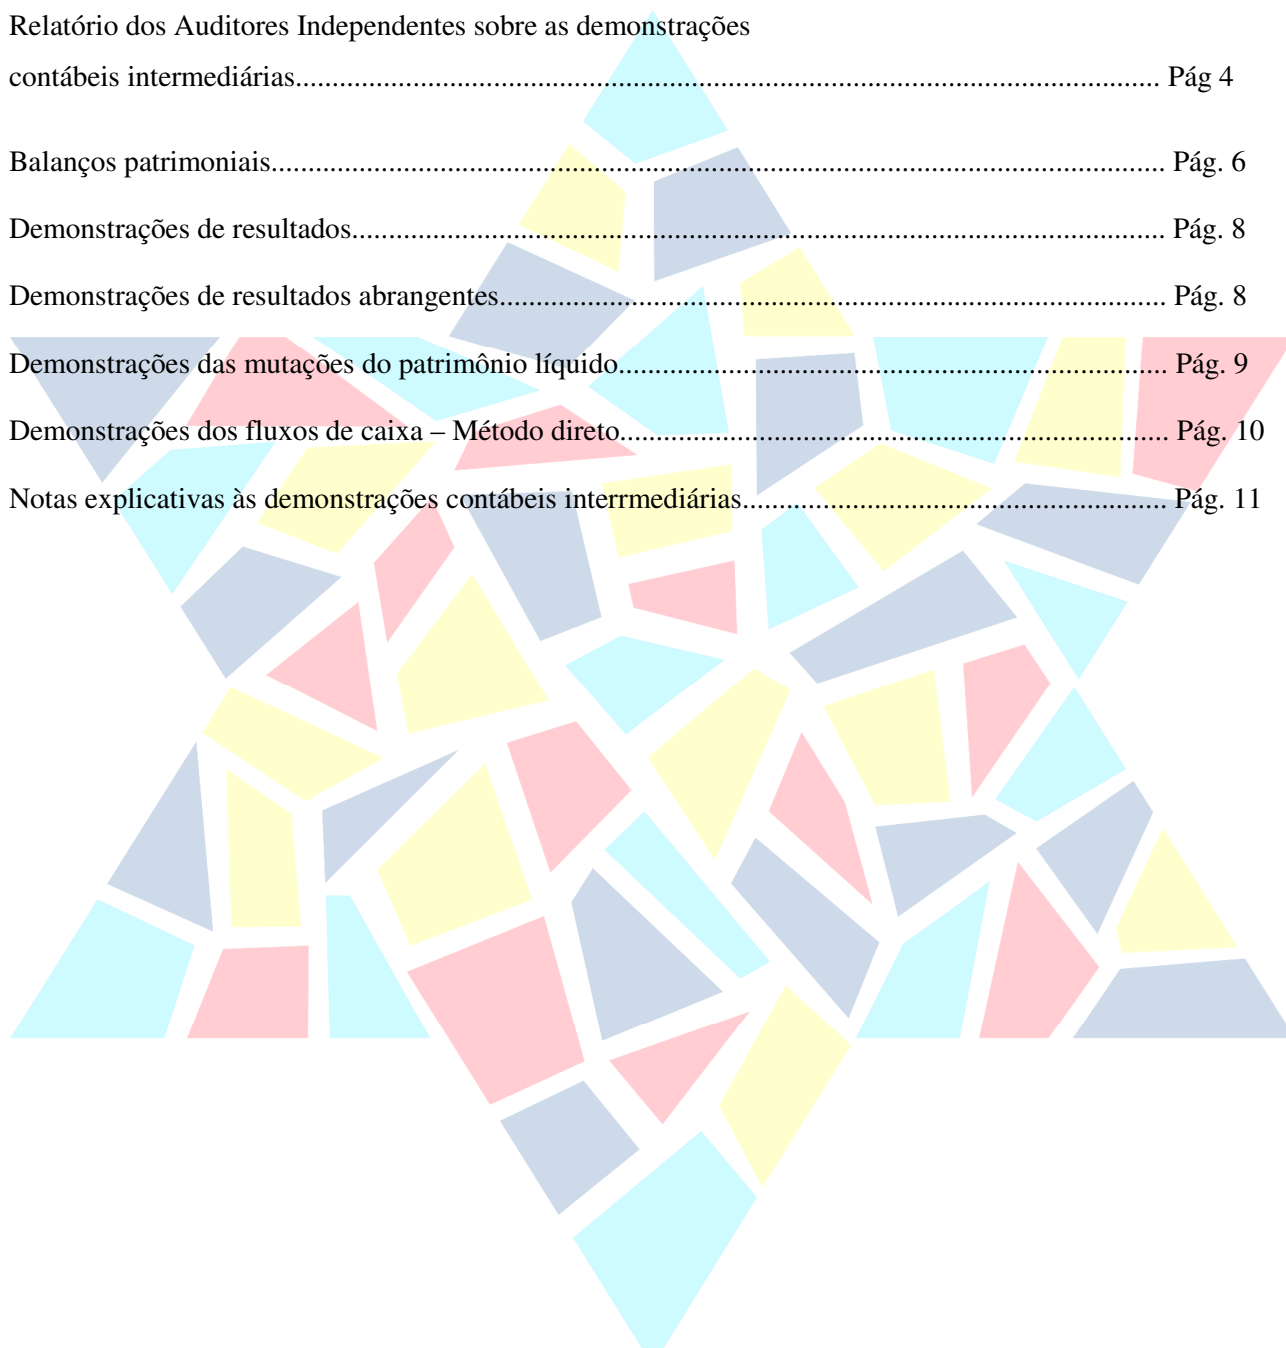 Relatório dos Auditores Independentes sobre as demonstrações
contábeis intermediárias.................................................................................................................... Pág 4
Balanços patrimoniais........................................................................................................................ Pág. 6
Demonstrações de resultados............................................................................................................. Pág. 8
Demonstrações de resultados abrangentes......................................................................................... Pág. 8
Demonstrações das mutações do patrimônio líquido......................................................................... Pág. 9
Demonstrações dos fluxos de caixa – Método direto......................................................................... Pág. 10
Notas explicativas às demonstrações contábeis interrmediárias......................................................... Pág. 11